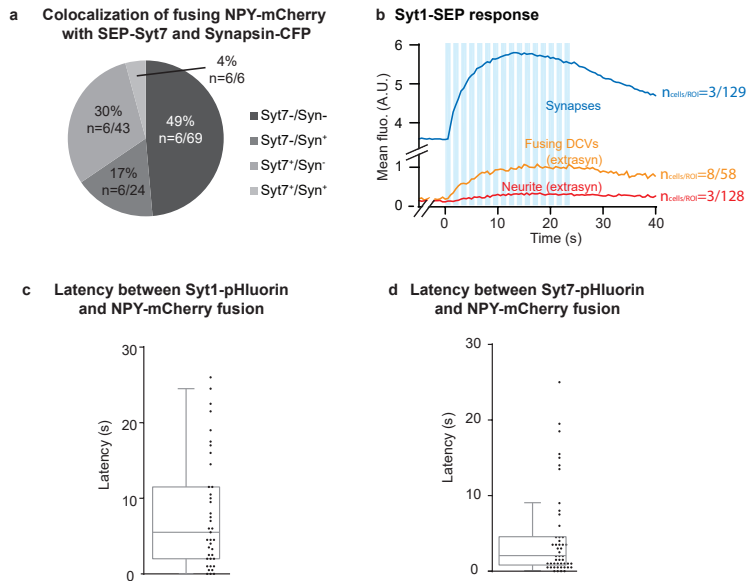 a Colocalization of fusing NPY-mCherry
with SEP-Syt7 and Synapsin-CFP
4%
n=6/6
30%
n=6/43
49%
n=6/69
17%
n=6/24
Syt7-/Syn-
Syt7-/Syn⁺
Syt7⁺/Syn⁻
Syt7⁺/Syn⁺
b Syt1-SEP response
Mean fluo. (A.U.)
6
5
4
1
0
Synapses
Fusing DCVs
(extrasyn)
Neurite (extrasyn)
n cells/ROI=3/129
n cells/ROI=8/58
n cells/ROI=3/128
0 10 20 30 40
Time (s)
c Latency between Syt1-pHluorin
and NPY-mCherry fusion
Latency (s)
30
20
10
0
d Latency between Syt7-pHluorin
and NPY-mCherry fusion
Latency (s)
30
20
10
0